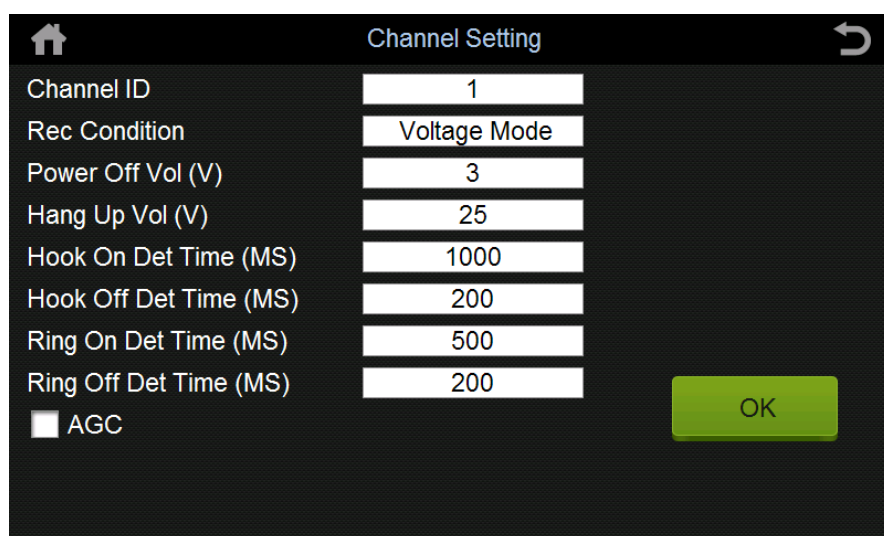 Channel Setting
Channel ID 1
Rec Condition Voltage Mode
Power Off Vol (V) 3
Hang Up Vol (V) 25
Hook On Det Time (MS) 1000
Hook Off Det Time (MS) 200
Ring On Det Time (MS) 500
Ring Off Det Time (MS) 200
AGC
OK